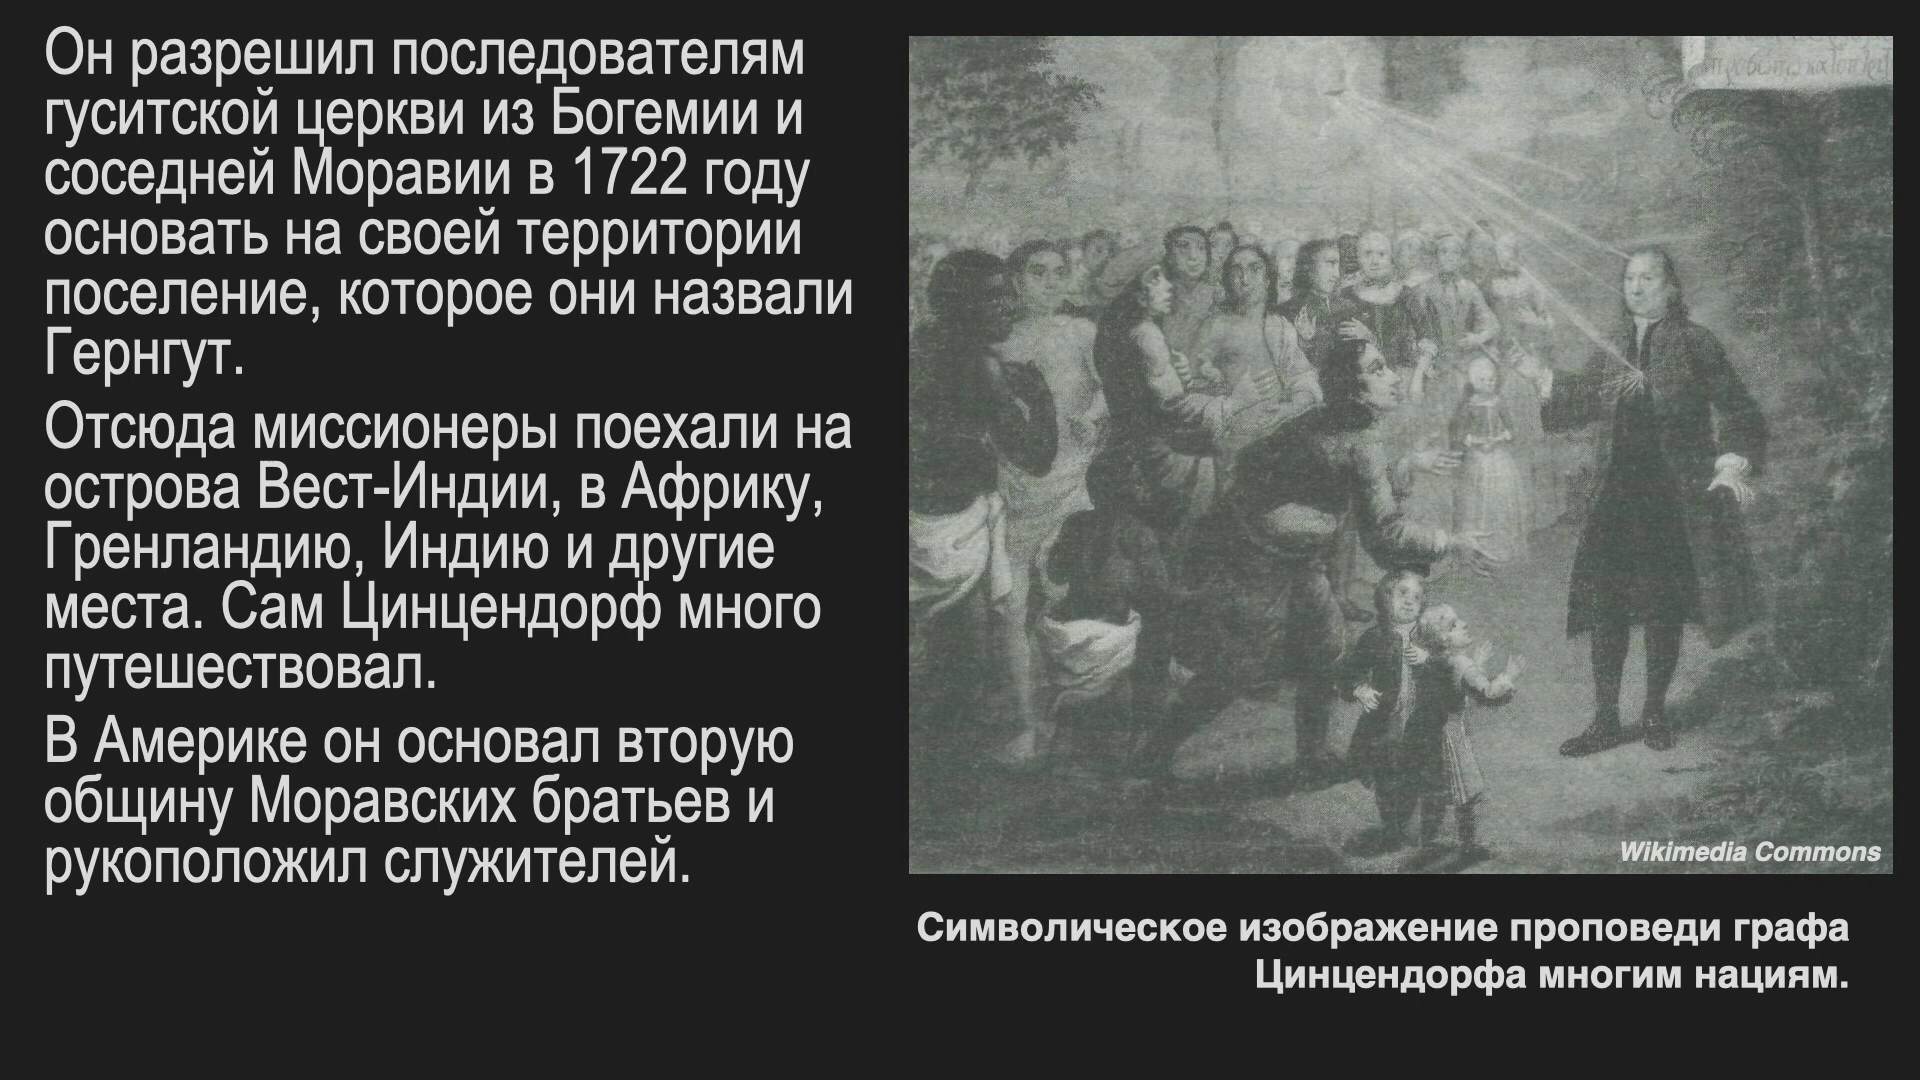 Он разрешил последователям
гуситской церкви из Богемии и
соседней Моравии в 1722 году
основать на своей территории
поселение, которое они назвали
Гернгут.
Отсюда миссионеры поехали на
острова Вест-Индии, в Африку,
Гренландию, Индию и другие
места. Сам Цинцендорф много
путешествовал.
В Америке он основал вторую
общину Моравских братьев и
рукоположил служителей.
Wikimedia Commons
Символическое изображение проповеди графа
Цинцендорфа многим нациям.